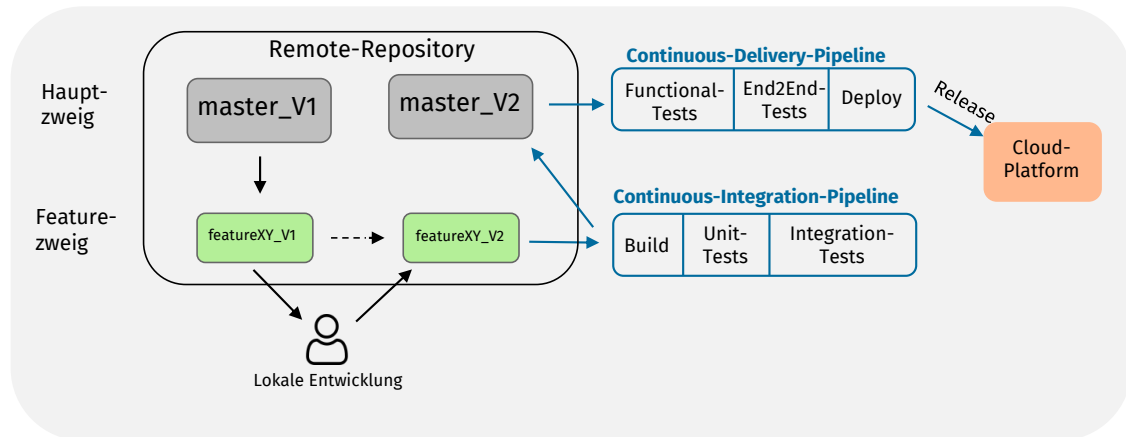 Remote-Repository
Haupt-
zweig
master_V1
master_V2
Continuous-Delivery-Pipeline
Functional-
Tests
End2End-
Tests
Deploy
Release
Cloud-
Platform
Feature-
zweig
featureXY_V1
featureXY_V2
Continuous-Integration-Pipeline
Build
Unit-
Tests
Integration-
Tests
Lokale Entwicklung